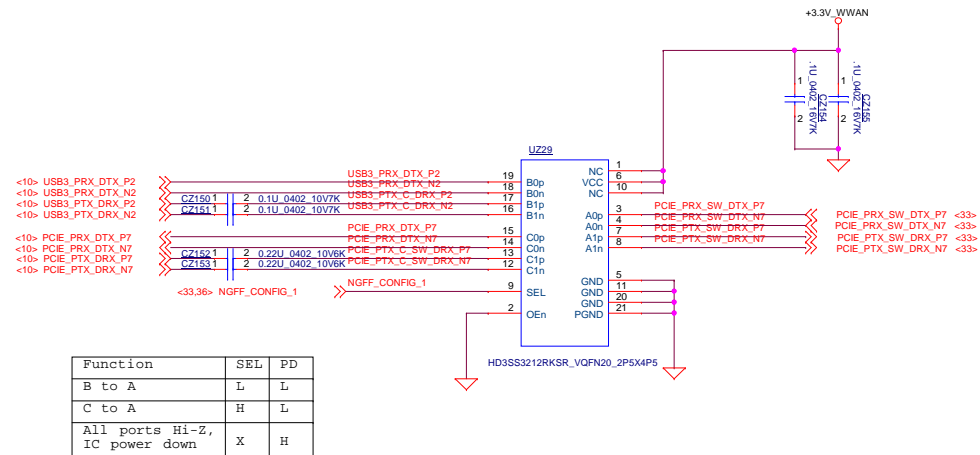 +3.3V_WWAN
1
.1U_0402_16V7K
CZ154
2
1
.1U_0402_16V7K
CZ155
2
UZ29
<10> USB3_PRX_DTX_P2
<10> USB3_PRX_DTX_N2
<10> USB3_PTX_DRX_P2
<10> USB3_PTX_DRX_N2
USB3_PRX_DTX_P2
USB3_PRX_DTX_N2
CZ150 1 2 0.1U_0402_10V7K USB3_PTX_C_DRX_P2
CZ151 1 2 0.1U_0402_10V7K USB3_PTX_C_DRX_N2
19 B0p
18 B0n
17 B1p
16 B1n
<10> PCIE_PRX_DTX_P7
<10> PCIE_PRX_DTX_N7
<10> PCIE_PTX_DRX_P7
<10> PCIE_PTX_DRX_N7
PCIE_PRX_DTX_P7
PCIE_PRX_DTX_N7
CZ152 1 2 0.22U_0402_10V6K PCIE_PTX_C_SW_DRX_P7
CZ153 1 2 0.22U_0402_10V6K PCIE_PTX_C_SW_DRX_N7
15 C0p
14 C0n
13 C1p
12 C1n
<33,36> NGFF_CONFIG_1
NGFF_CONFIG_1
9 SEL
2 OEn
NC 1
VCC 6
NC 10
A0p 3
A0n 4
A1p 7
A1n 8
PCIE_PRX_SW_DTX_P7
PCIE_PRX_SW_DTX_N7
PCIE_PTX_SW_DRX_P7
PCIE_PTX_SW_DRX_N7
PCIE_PRX_SW_DTX_P7 <33>
PCIE_PRX_SW_DTX_N7 <33>
PCIE_PTX_SW_DRX_P7 <33>
PCIE_PTX_SW_DRX_N7 <33>
GND 5
GND 11
GND 20
PGND 21
HD3SS3212RKSR_VQFN20_2P5X4P5
Function SEL PD
B to A L L
C to A H L
All ports Hi-Z,
IC power down X H